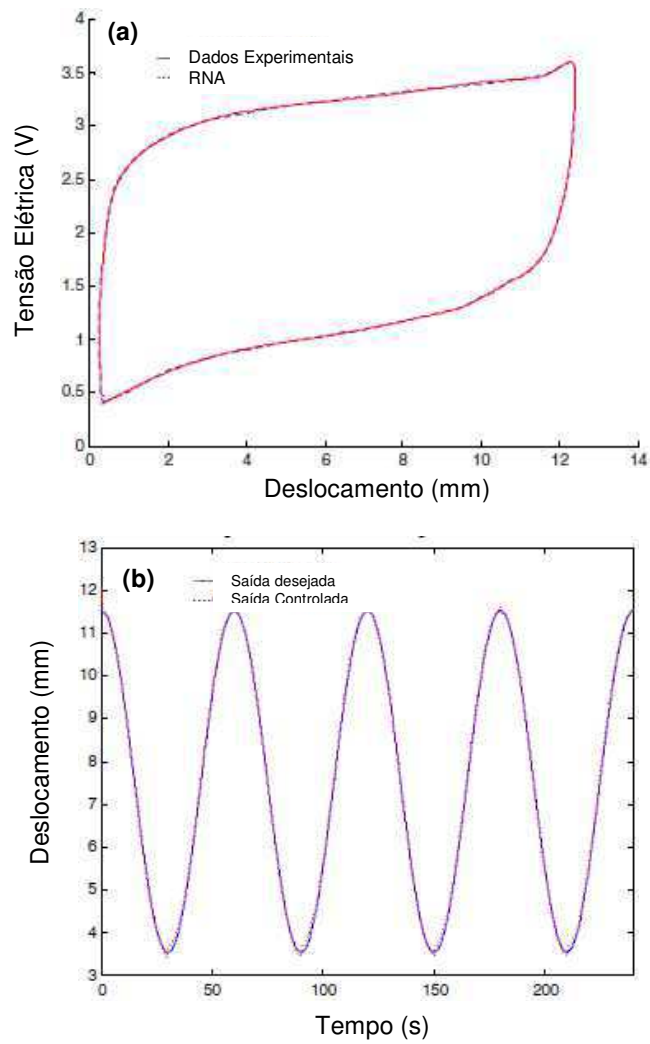 (a)
Dados Experimentais
RNA
Tensão Elétrica (V)
4
3.5
3
2.5
2
1.5
1
0.5
0
0 2 4 6 8 10 12 14
Deslocamento (mm)
(b)
Saída desejada
Saída Controlada
Deslocamento (mm)
13
12
11
10
9
8
7
6
5
4
3
0 50 100 150 200
Tempo (s)